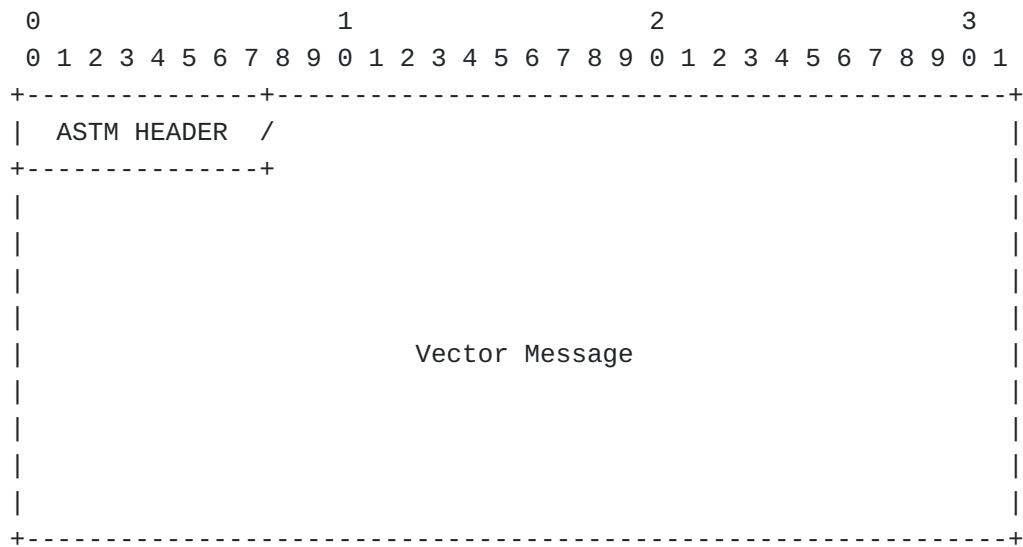 0                   1                   2                   3
 0 1 2 3 4 5 6 7 8 9 0 1 2 3 4 5 6 7 8 9 0 1 2 3 4 5 6 7 8 9 0 1
+---------------+-----------------------------------------------+
|  ASTM HEADER  /                                               |
+---------------+                                               |
|                                                               |
|                                                               |
|                                                               |
|                                                               |
|                         Vector Message                        |
|                                                               |
|                                                               |
|                                                               |
|                                                               |
+---------------------------------------------------------------+